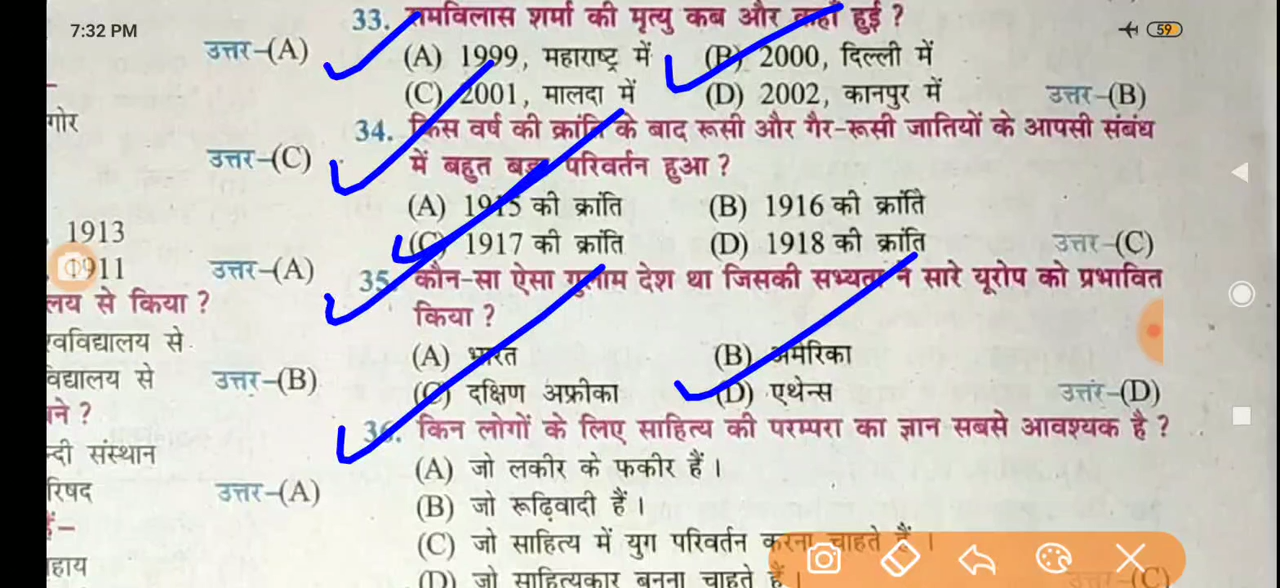 7:32 PM
59
उत्तर–(A)
गोर
उत्तर–(C)
1913
1911
उत्तर–(A)
लय से किया ?
विद्यालय से
उत्तर–(B)
ने ?
न्दी संस्थान
रिषद
उत्तर–(A)
हाय
33. रामविलास शर्मा की मृत्यु कब और कहाँ हुई ?
(A) 1999, महाराष्ट्र में (B) 2000, दिल्ली में
(C) 2001, मालदा में (D) 2002, कानपुर में उत्तर–(B)
34. किस वर्ष की क्रांति के बाद रूसी और गैर-रूसी जातियों के आपसी संबंध
में बहुत बड़ा परिवर्तन हुआ ?
(A) 1915 की क्रांति (B) 1916 की क्रांति
(C) 1917 की क्रांति (D) 1918 की क्रांति उत्तर–(C)
35. कौन-सा ऐसा गुलाम देश था जिसकी सभ्यता ने सारे यूरोप को प्रभावित
किया ?
(A) भारत (B) अमेरिका
(C) दक्षिण अफ्रीका (D) एथेन्स उत्तर–(D)
36. किन लोगों के लिए साहित्य की परम्परा का ज्ञान सबसे आवश्यक है ?
(A) जो लकीर के फकीर हैं।
(B) जो रूढ़िवादी हैं।
(C) जो साहित्य में युग परिवर्तन करना चाहते हैं।
(D) जो साहित्यकार बनना चाहते हैं। उत्तर–(C)